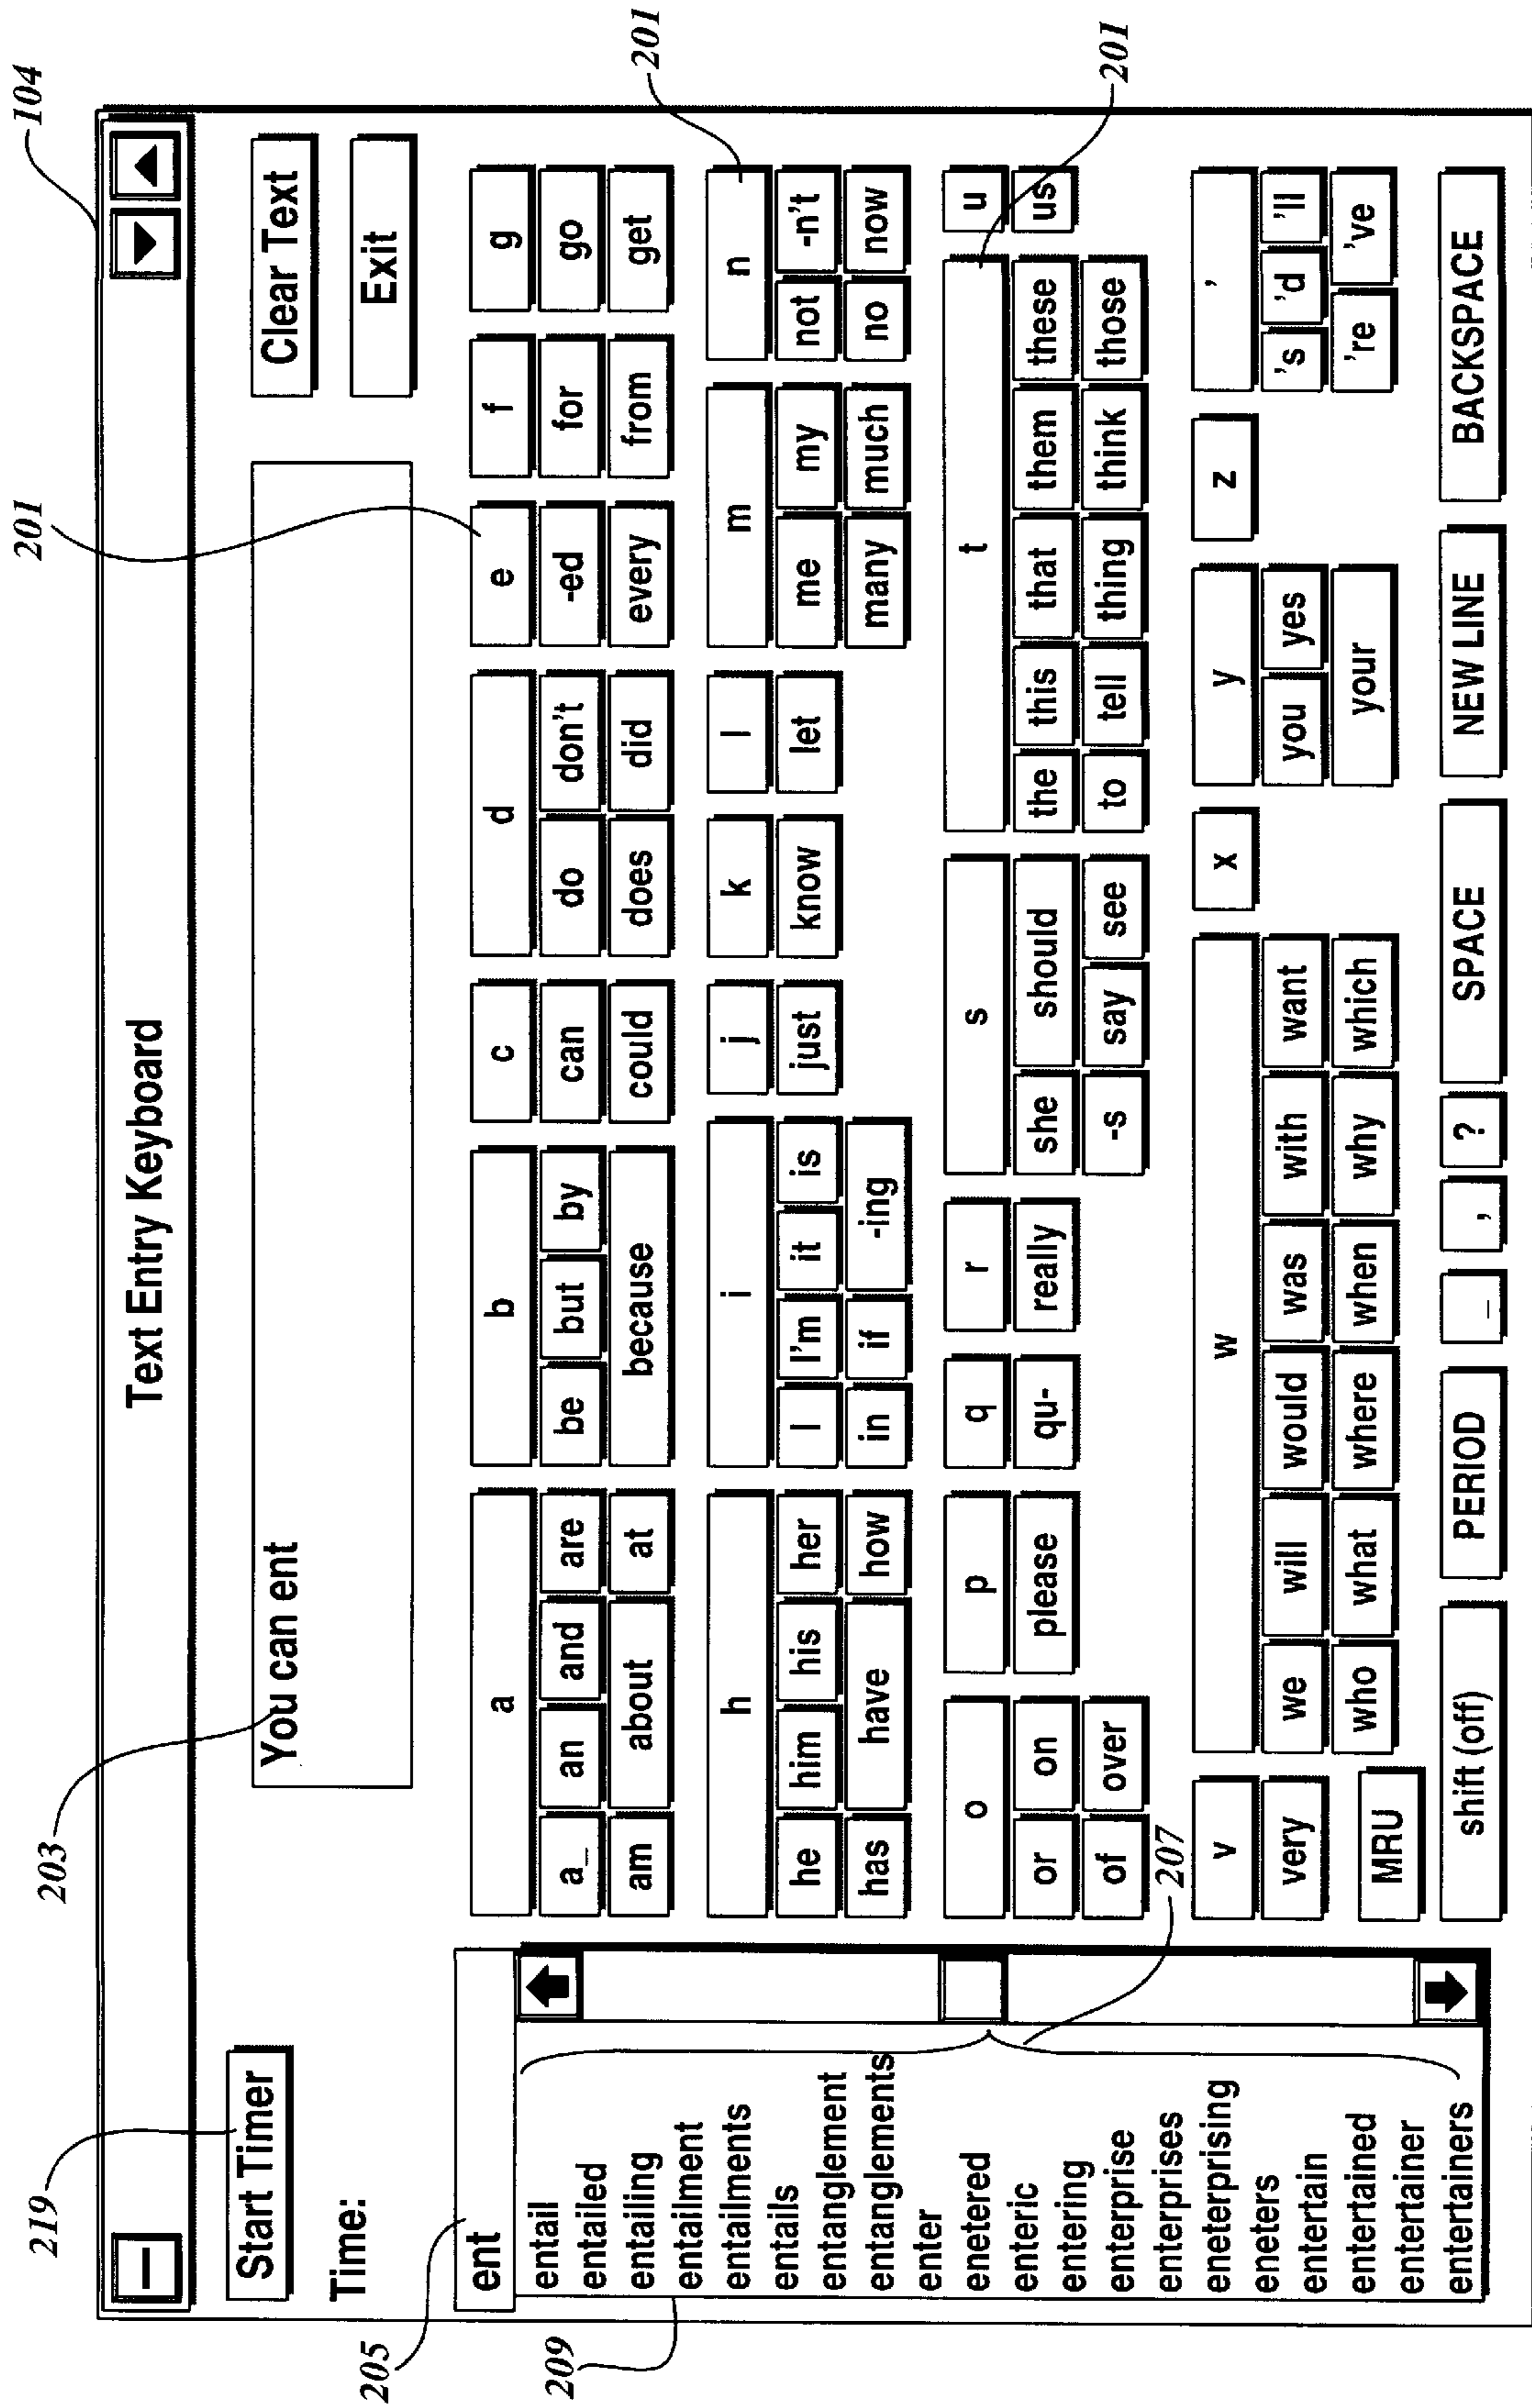 104
Text Entry Keyboard
219
Start Timer
203
You can ent
201
Clear Text
Time:
Exit
205
ent
209
entail
entailed
entailing
entailment
entailments
entails
entanglement
entanglements
enter
enetered
enteric
entering
enterprise
enterprises
eneterprising
eneters
entertain
entertained
entertainer
entertainers
207
a b c d e f g
a_ an and are be but by can do don't -ed for go
am about at because could does did every from get
201
h i j k l m n
he him his her I I'm it is just know let me my not -n't
has have how in if -ing many much no now
201
o p q r s t u
or on please qu- really she should the this that them these us
of over -s say see to tell thing think those
v w x y z '
very we will would was with want you yes 's 'd 'll
MRU who what where when why which your 're 've
shift (off) PERIOD _ , ? SPACE NEW LINE BACKSPACE